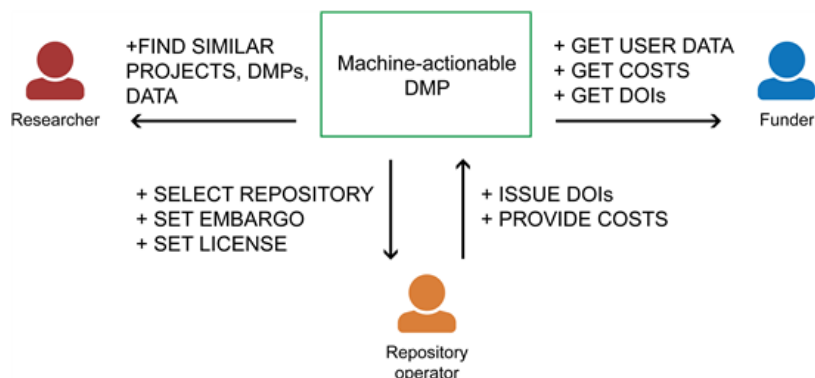 +FIND SIMILAR
PROJECTS, DMPs,
DATA
Researcher
Machine-actionable
DMP
+ GET USER DATA
+ GET COSTS
+ GET DOIs
Funder
+ SELECT REPOSITORY
+ SET EMBARGO
+ SET LICENSE
+ ISSUE DOIs
+ PROVIDE COSTS
Repository
operator